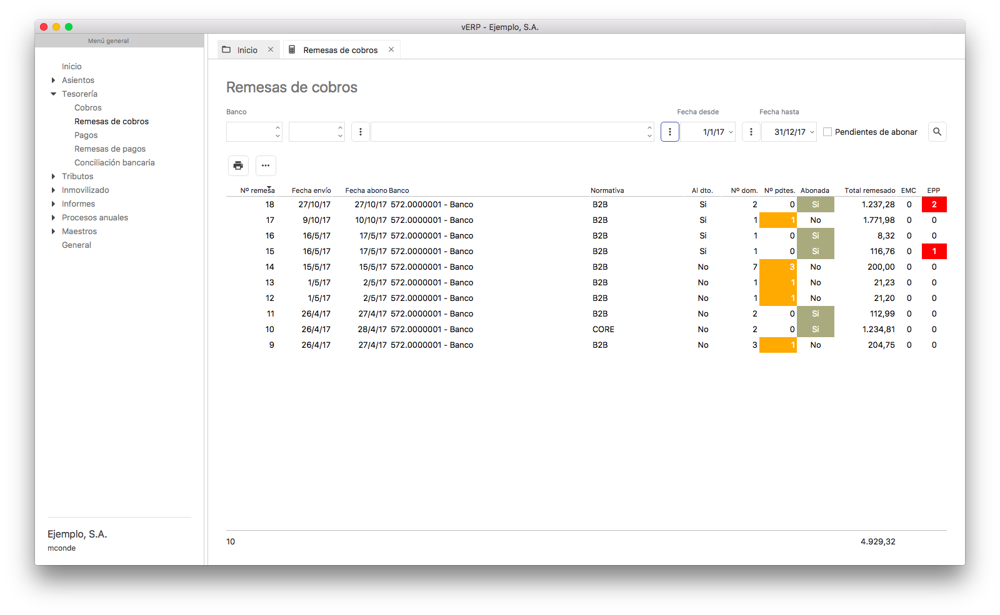 vERP - Ejemplo, S.A.
Menú general
Inicio
Asientos
Tesorería
Cobros
Remesas de cobros
Pagos
Remesas de pagos
Conciliación bancaria
Tributos
Inmovilizado
Informes
Procesos anuales
Maestros
General
Ejemplo, S.A.
mconde
Inicio Remesas de cobros
Remesas de cobros
Banco Fecha desde Fecha hasta
1/1/17 31/12/17 Pendientes de abonar
Nº remesa Fecha envío Fecha abono Banco Normativa Al dto. Nº dom. Nº pdtes. Abonada Total remesado EMC EPP
18 27/10/17 27/10/17 572.0000001 - Banco B2B Si 2 0 Si 1.237,28 0 2
17 9/10/17 10/10/17 572.0000001 - Banco B2B Si 1 1 No 1.771,98 0 0
16 16/5/17 17/5/17 572.0000001 - Banco B2B Si 1 0 Si 8,32 0 0
15 16/5/17 17/5/17 572.0000001 - Banco B2B Si 1 0 Si 116,76 0 1
14 15/5/17 15/5/17 572.0000001 - Banco B2B No 7 3 No 200,00 0 0
13 1/5/17 2/5/17 572.0000001 - Banco B2B No 1 1 No 21,23 0 0
12 1/5/17 2/5/17 572.0000001 - Banco B2B No 1 1 No 21,20 0 0
11 26/4/17 27/4/17 572.0000001 - Banco B2B No 2 0 Si 112,99 0 0
10 26/4/17 28/4/17 572.0000001 - Banco CORE No 2 0 Si 1.234,81 0 0
9 26/4/17 27/4/17 572.0000001 - Banco B2B No 3 1 No 204,75 0 0
10 4.929,32